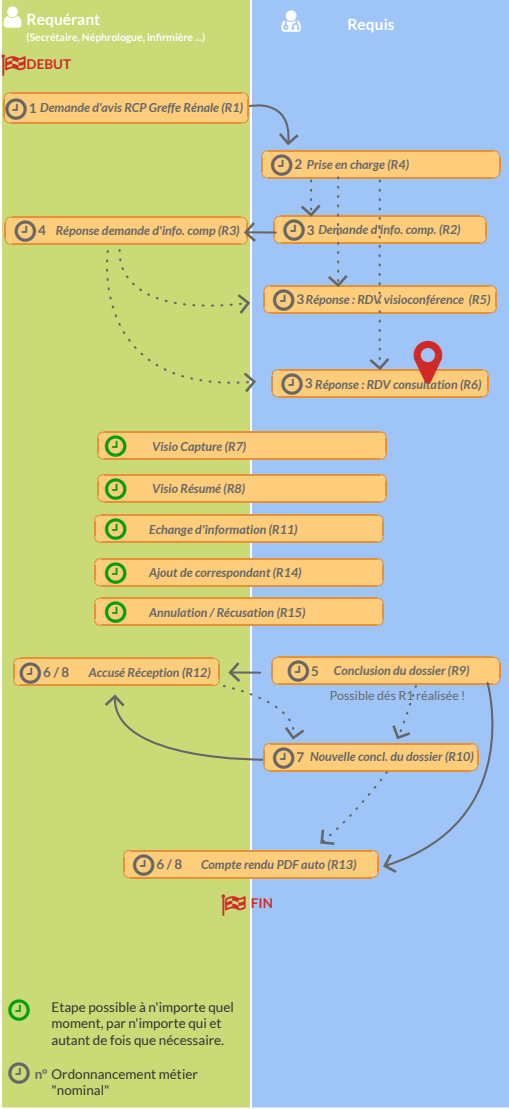 Requérant
(Secrétaire, Néphrologue, infirmière ...)
Requis
DEBUT
1 Demande d'avis RCP Greffe Rénale (R1)
2 Prise en charge (R4)
4 Réponse demande d'info. comp (R3)
3 Demande d'info. comp. (R2)
3 Réponse : RDV visioconférence (R5)
3 Réponse : RDV consultation (R6)
Visio Capture (R7)
Visio Résumé (R8)
Echange d'information (R11)
Ajout de correspondant (R14)
Annulation / Récusation (R15)
6 / 8 Accusé Réception (R12)
5 Conclusion du dossier (R9)
Possible dés R1 réalisée !
7 Nouvelle concl. du dossier (R10)
6 / 8 Compte rendu PDF auto (R13)
FIN
Etape possible à n'importe quel
moment, par n'importe qui et
autant de fois que nécessaire.
n° Ordonnancement métier
"nominal"